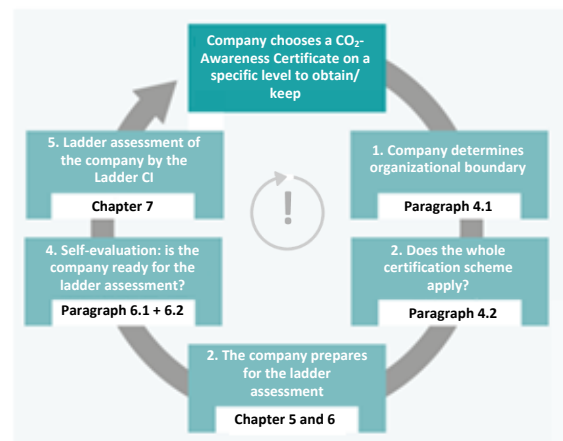 Company chooses a CO₂-
Awareness Certificate on a
specific level to obtain/
keep
1. Company determines
organizational boundary
Paragraph 4.1
2. Does the whole
certification scheme
apply?
Paragraph 4.2
2. The company prepares
for the ladder
assessment
Chapter 5 and 6
4. Self-evaluation: is the
company ready for the
ladder assessment?
Paragraph 6.1 + 6.2
5. Ladder assessment of
the company by the
Ladder CI
Chapter 7
!